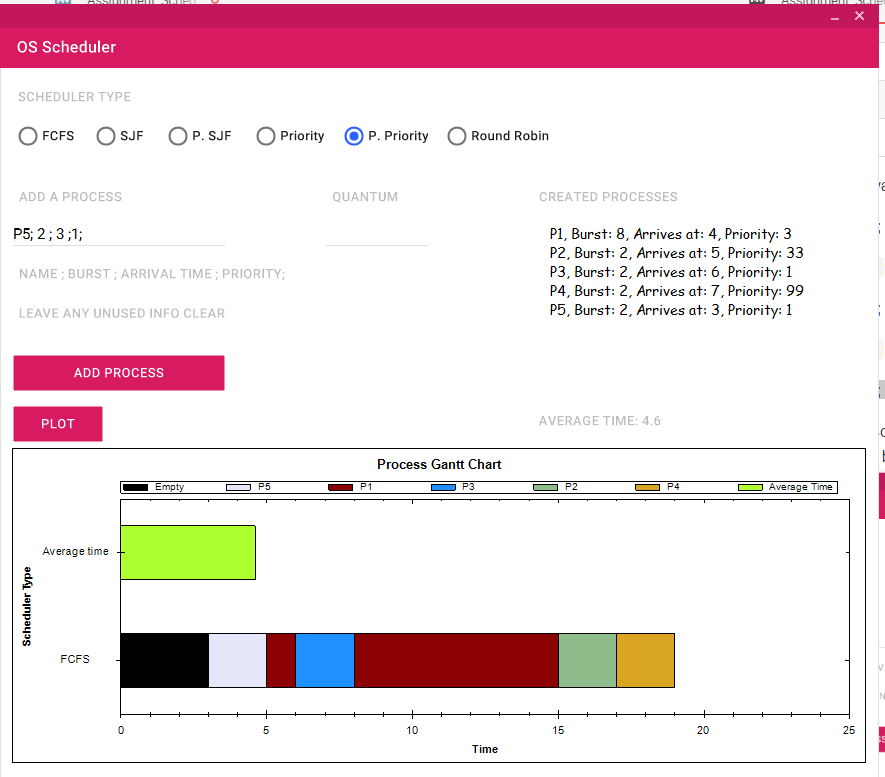 OS Scheduler
SCHEDULER TYPE
FCFS SJF P. SJF Priority P. Priority Round Robin
ADD A PROCESS QUANTUM CREATED PROCESSES
P5; 2 ; 3 ;1;
P1, Burst: 8, Arrives at: 4, Priority: 3
P2, Burst: 2, Arrives at: 5, Priority: 33
P3, Burst: 2, Arrives at: 6, Priority: 1
P4, Burst: 2, Arrives at: 7, Priority: 99
P5, Burst: 2, Arrives at: 3, Priority: 1
NAME ; BURST ; ARRIVAL TIME ; PRIORITY;
LEAVE ANY UNUSED INFO CLEAR
ADD PROCESS
PLOT
AVERAGE TIME: 4.6
Process Gantt Chart
Empty P5 P1 P3 P2 P4 Average Time
Average time
Scheduler Type
FCFS
0 5 10 15 20 25
Time